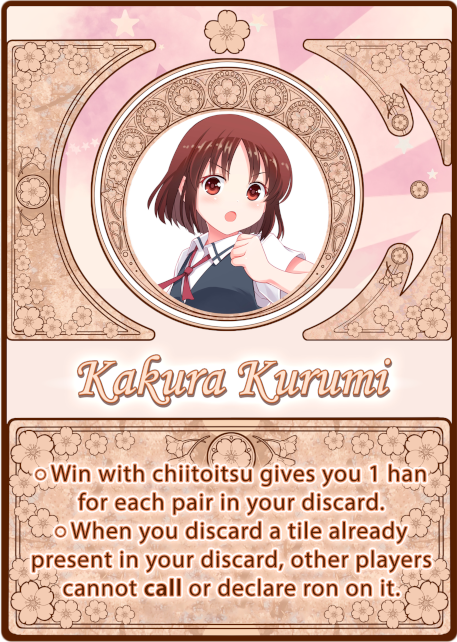 Kakura Kurumi
○ Win with chiitoitsu gives you 1 han
for each pair in your discard.
○ When you discard a tile already
present in your discard, other players
cannot call or declare ron on it.